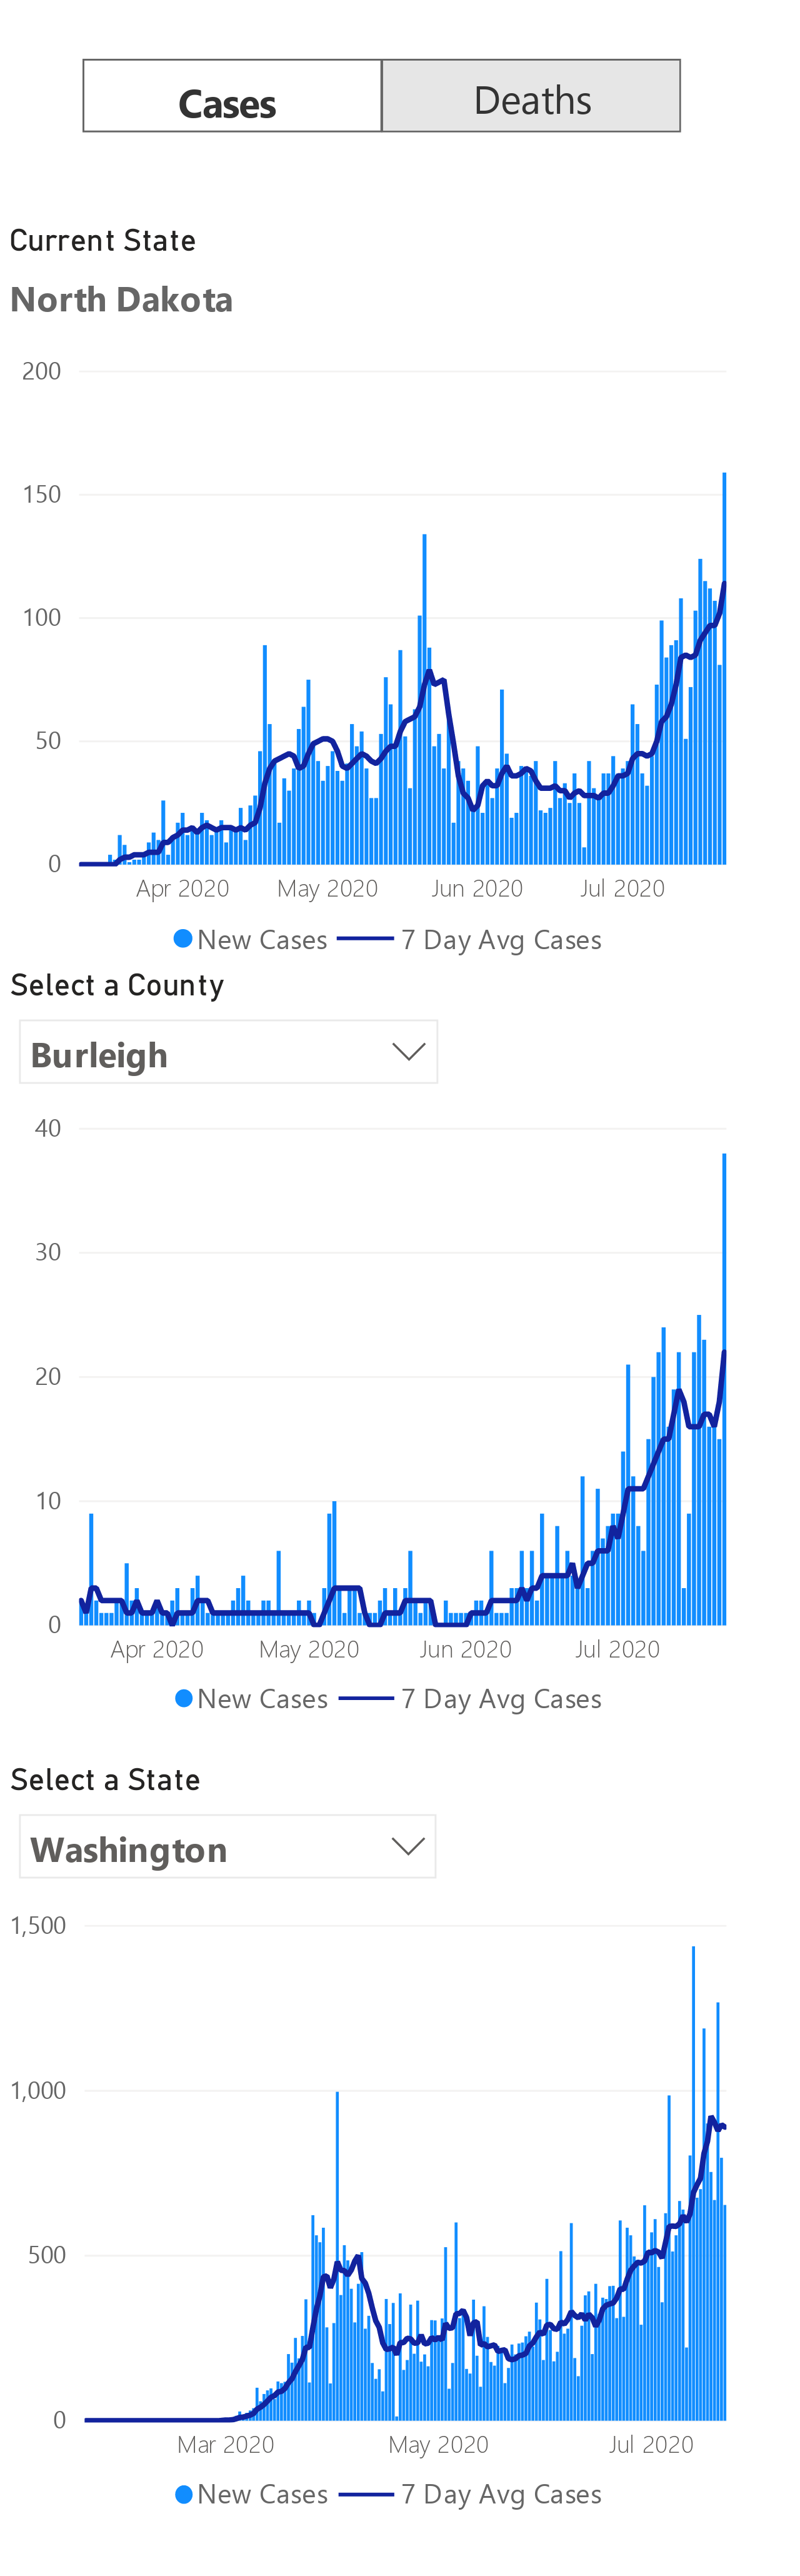 Cases Deaths
Current State
North Dakota
200
150
100
50
0
Apr 2020 May 2020 Jun 2020 Jul 2020
New Cases 7 Day Avg Cases
Select a County
Burleigh
40
30
20
10
0
Apr 2020 May 2020 Jun 2020 Jul 2020
New Cases 7 Day Avg Cases
Select a State
Washington
1,500
1,000
500
0
Mar 2020 May 2020 Jul 2020
New Cases 7 Day Avg Cases